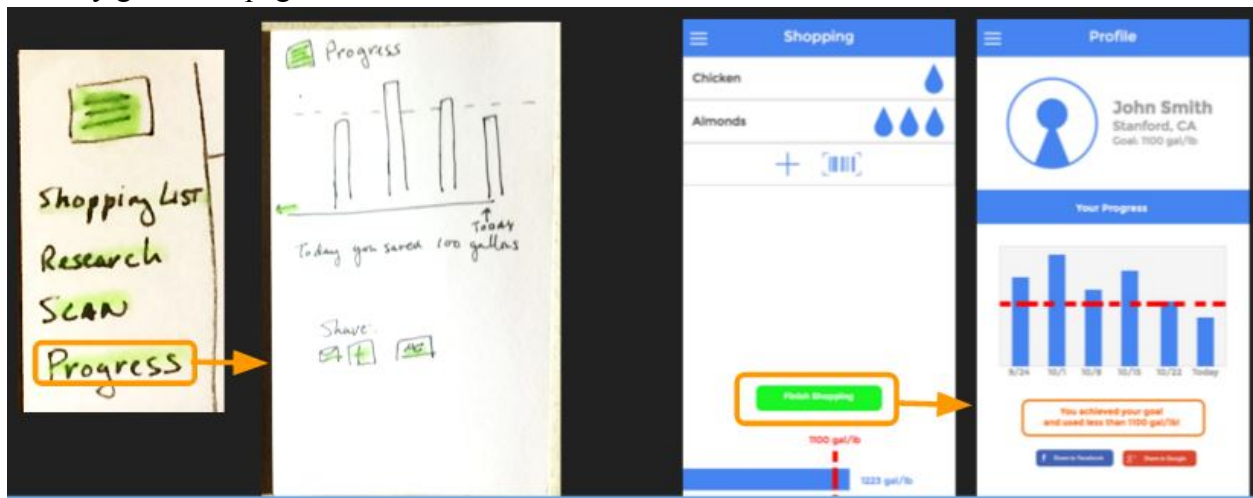 Shopping List
Research
SCAN
Progress
Progress
↑
TODAY
Today you saved 100 gallons
Share:
Shopping
Chicken
Almonds
Finish Shopping
1100 gal/lb
1223 gal/lb
Profile
John Smith
Stanford, CA
Goal: 1100 gal/lb
Your Progress
9/24 10/1 10/8 10/15 10/22 Today
You achieved your goal
and used less than 1100 gal/lb!
Share to Facebook Share to Google